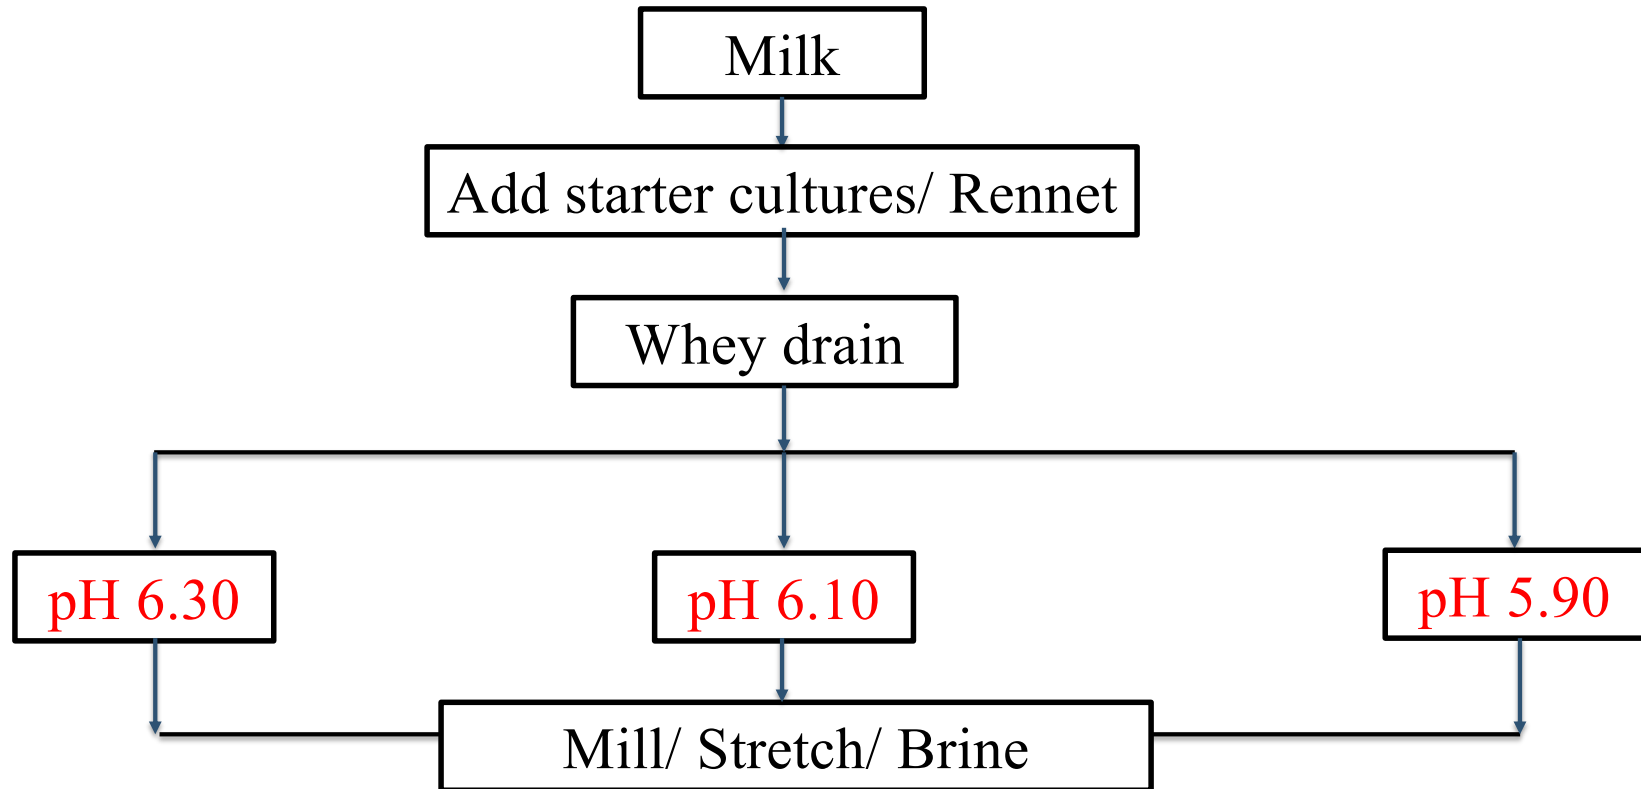 Milk
Add starter cultures/ Rennet
Whey drain
pH 6.30
pH 6.10
pH 5.90
Mill/ Stretch/ Brine